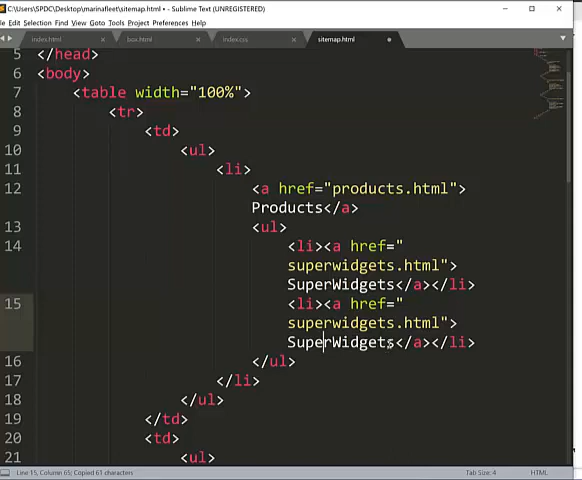 C:\Users\SPDC\Desktop\marinafleet\sitemap.html • - Sublime Text (UNREGISTERED)
File Edit Selection Find View Goto Tools Project Preferences Help
index.html × box.html × index.css × sitemap.html
5 </head>
6 <body>
7 <table width="100%">
8 <tr>
9 <td>
10 <ul>
11 <li>
12 <a href="products.html">
Products</a>
13 <ul>
14 <li><a href="
superwidgets.html">
SuperWidgets</a></li>
15 <li><a href="
superwidgets.html">
SuperWidgets</a></li>
16 </ul>
17 </li>
18 </ul>
19 </td>
20 <td>
21 <ul>
Line 15, Column 65; Copied 61 characters Tab Size: 4 HTML